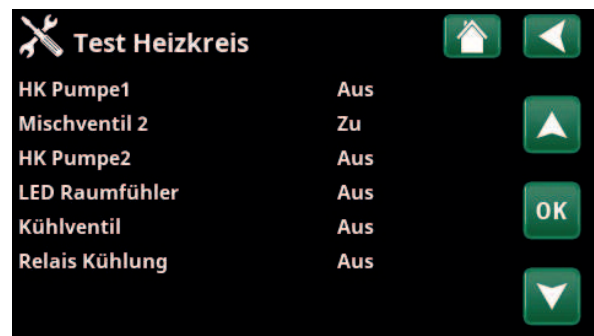 Test Heizkreis
HK Pumpe1 Aus
Mischventil 2 Zu
HK Pumpe2 Aus
LED Raumfühler Aus
OK
Kühlventil Aus
Relais Kühlung Aus